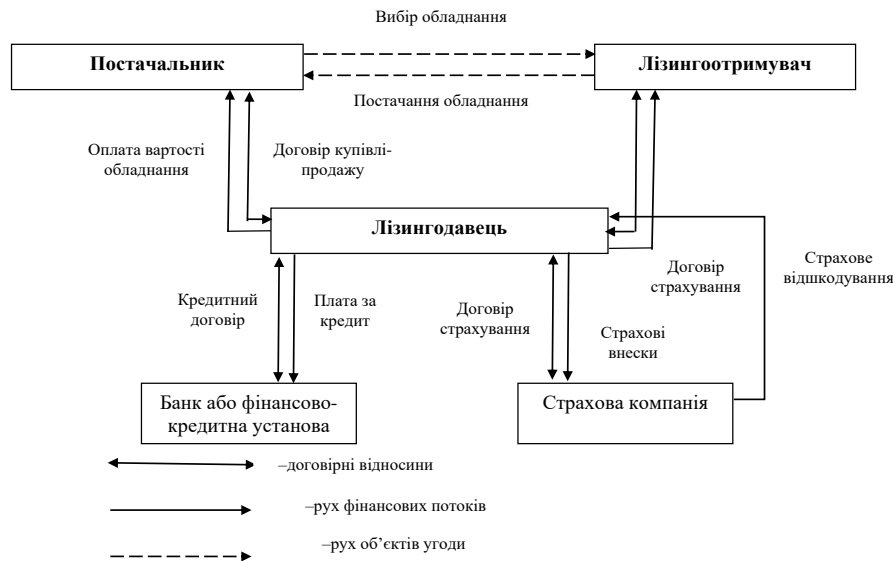 Вибір обладнання
Постачальник
Лізингоотримувач
Постачання обладнання
Оплата вартості
обладнання
Договір купівлі-
продажу
Лізингодавець
Страхове
відшкодування
Договір
страхування
Кредитний
договір
Плата за
кредит
Договір
страхування
Страхові
внески
Банк або фінансово-
кредитна установа
Страхова компанія
–договірні відносини
–рух фінансових потоків
–рух об’єктів угоди